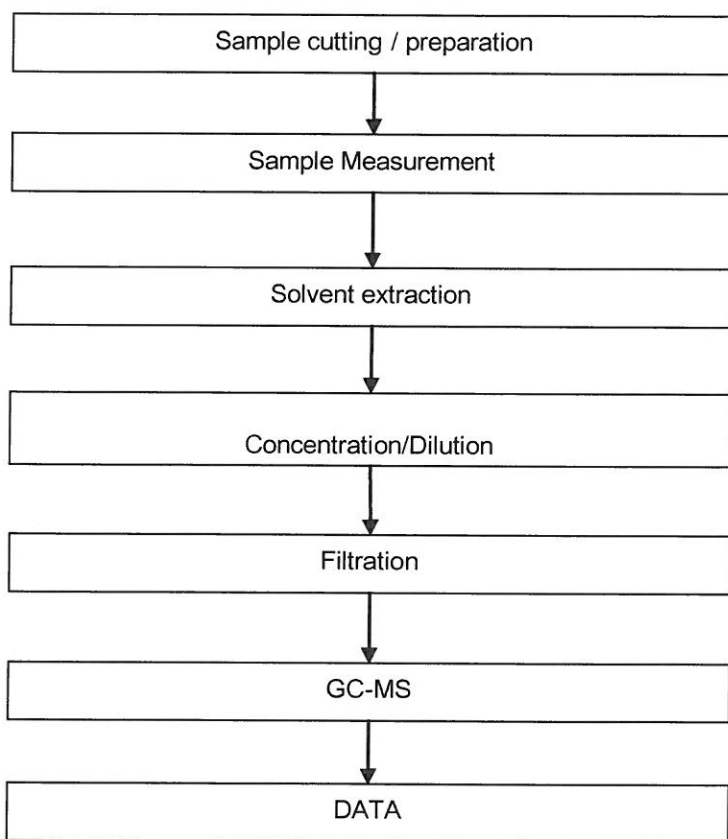 Sample cutting / preparation
Sample Measurement
Solvent extraction
Concentration/Dilution
Filtration
GC-MS
DATA